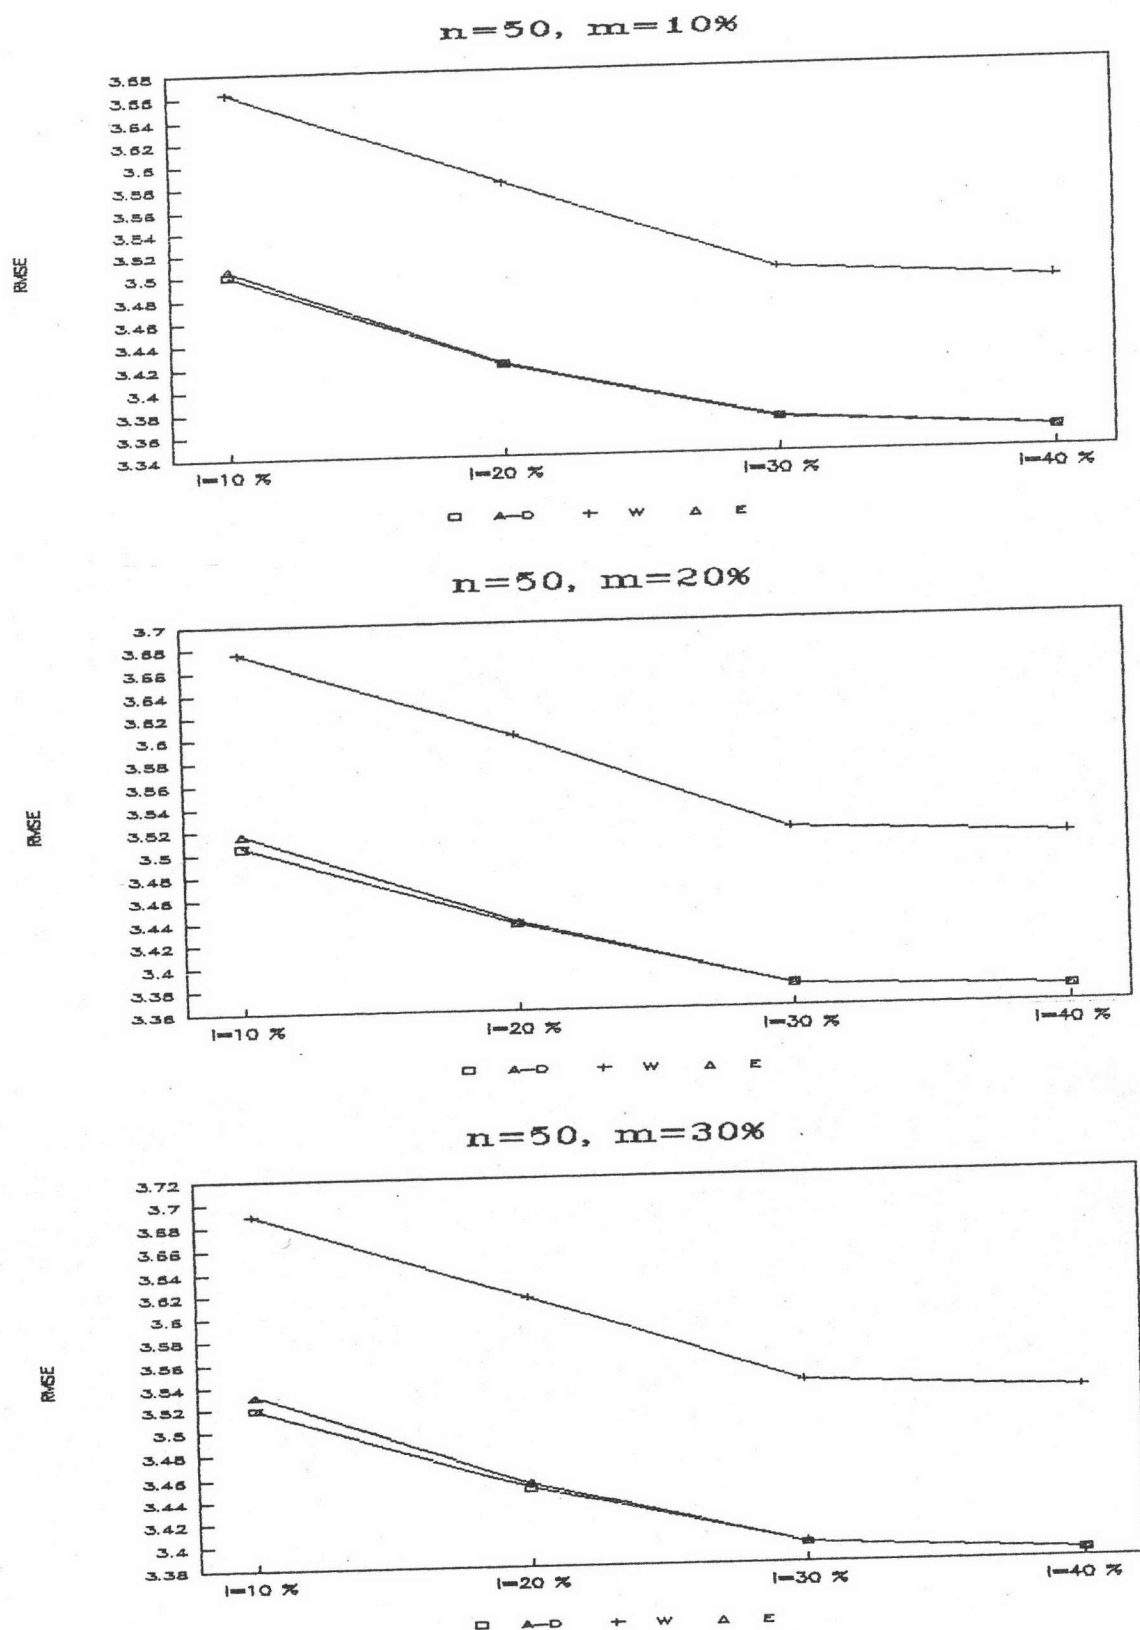 n=50, m=10%
3.68
3.66
3.64
3.62
3.6
3.58
3.56
3.54
3.52
3.5
3.48
3.46
3.44
3.42
3.4
3.38
3.36
3.34
RMSE
l=10 %
l=20 %
l=30 %
l=40 %
A-D
W
E
n=50, m=20%
3.7
3.68
3.66
3.64
3.62
3.6
3.58
3.56
3.54
3.52
3.5
3.48
3.46
3.44
3.42
3.4
3.38
3.36
RMSE
l=10 %
l=20 %
l=30 %
l=40 %
A-D
W
E
n=50, m=30%
3.72
3.7
3.68
3.66
3.64
3.62
3.6
3.58
3.56
3.54
3.52
3.5
3.48
3.46
3.44
3.42
3.4
3.38
RMSE
l=10 %
l=20 %
l=30 %
l=40 %
A-D
W
E